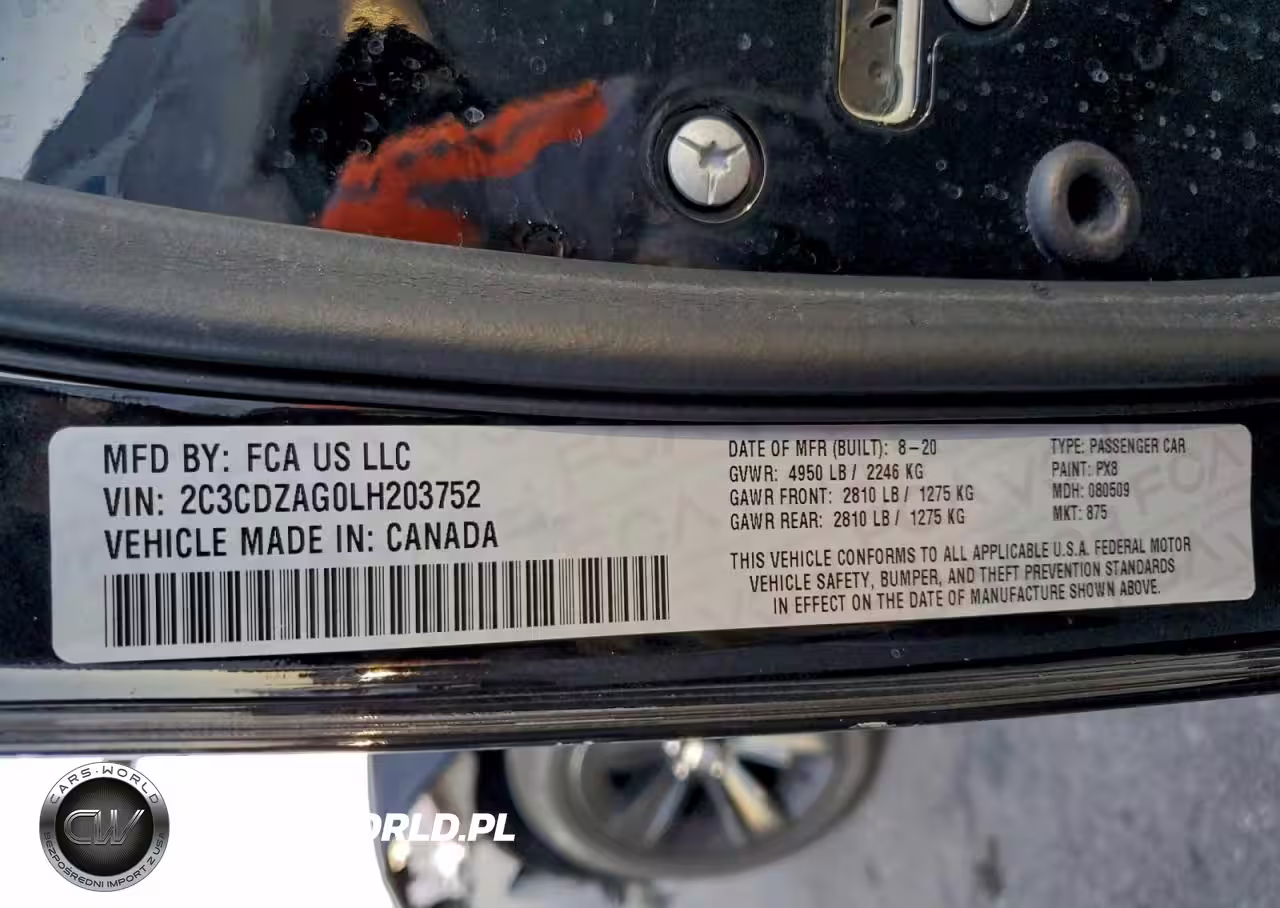 MFD BY: FCA US LLC
VIN: 2C3CDZAG0LH203752
VEHICLE MADE IN: CANADA
DATE OF MFR (BUILT): 8-20
GVWR: 4950 LB / 2246 KG
GAWR FRONT: 2810 LB / 1275 KG
GAWR REAR: 2810 LB / 1275 KG
TYPE: PASSENGER CAR
PAINT: PX8
MDH: 080509
MKT: 875
THIS VEHICLE CONFORMS TO ALL APPLICABLE U.S.A. FEDERAL MOTOR
VEHICLE SAFETY, BUMPER, AND THEFT PREVENTION STANDARDS
IN EFFECT ON THE DATE OF MANUFACTURE SHOWN ABOVE.
CARS-WORLD
CW
BEZPOŚREDNI IMPORT Z USA
ORLD.PL